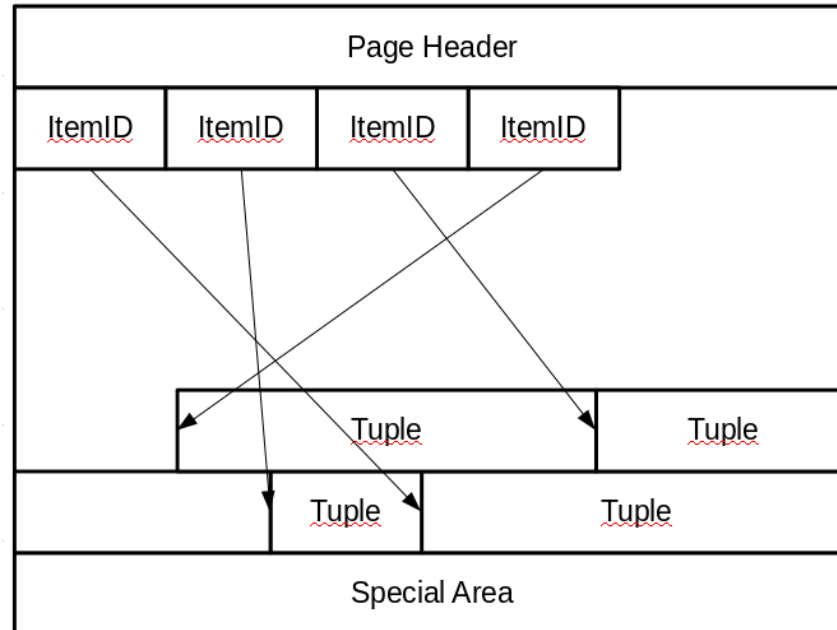 Page Header
ItemID ItemID ItemID ItemID
Tuple Tuple
Tuple Tuple
Special Area